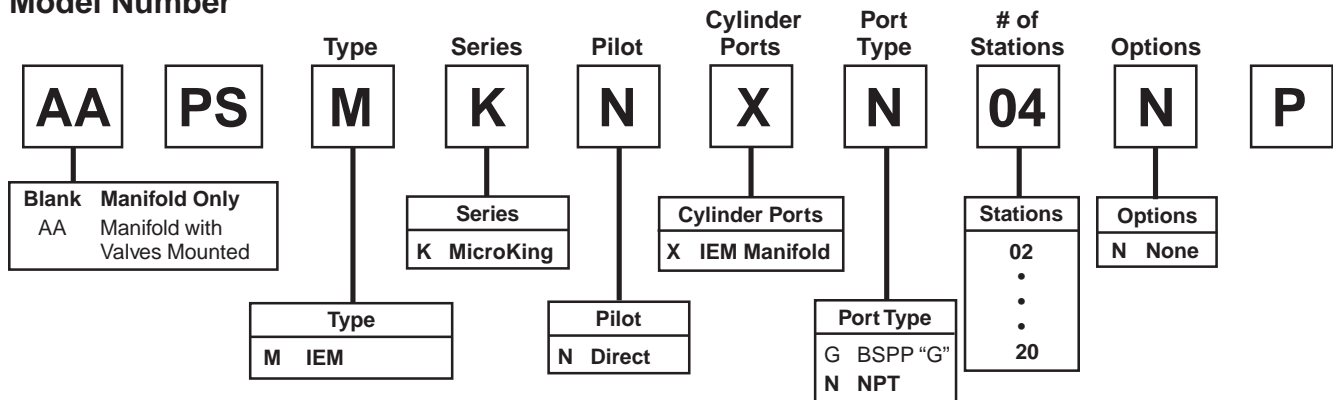 Model Number
Type Series Pilot Cylinder Ports Port Type # of Stations Options
AA PS M K N X N 04 N P
Blank Manifold Only
AA Manifold with Valves Mounted
Series
K MicroKing
Cylinder Ports
X IEM Manifold
Stations
02
•
•
•
20
Options
N None
Type
M IEM
Pilot
N Direct
Port Type
G BSPP “G”
N NPT